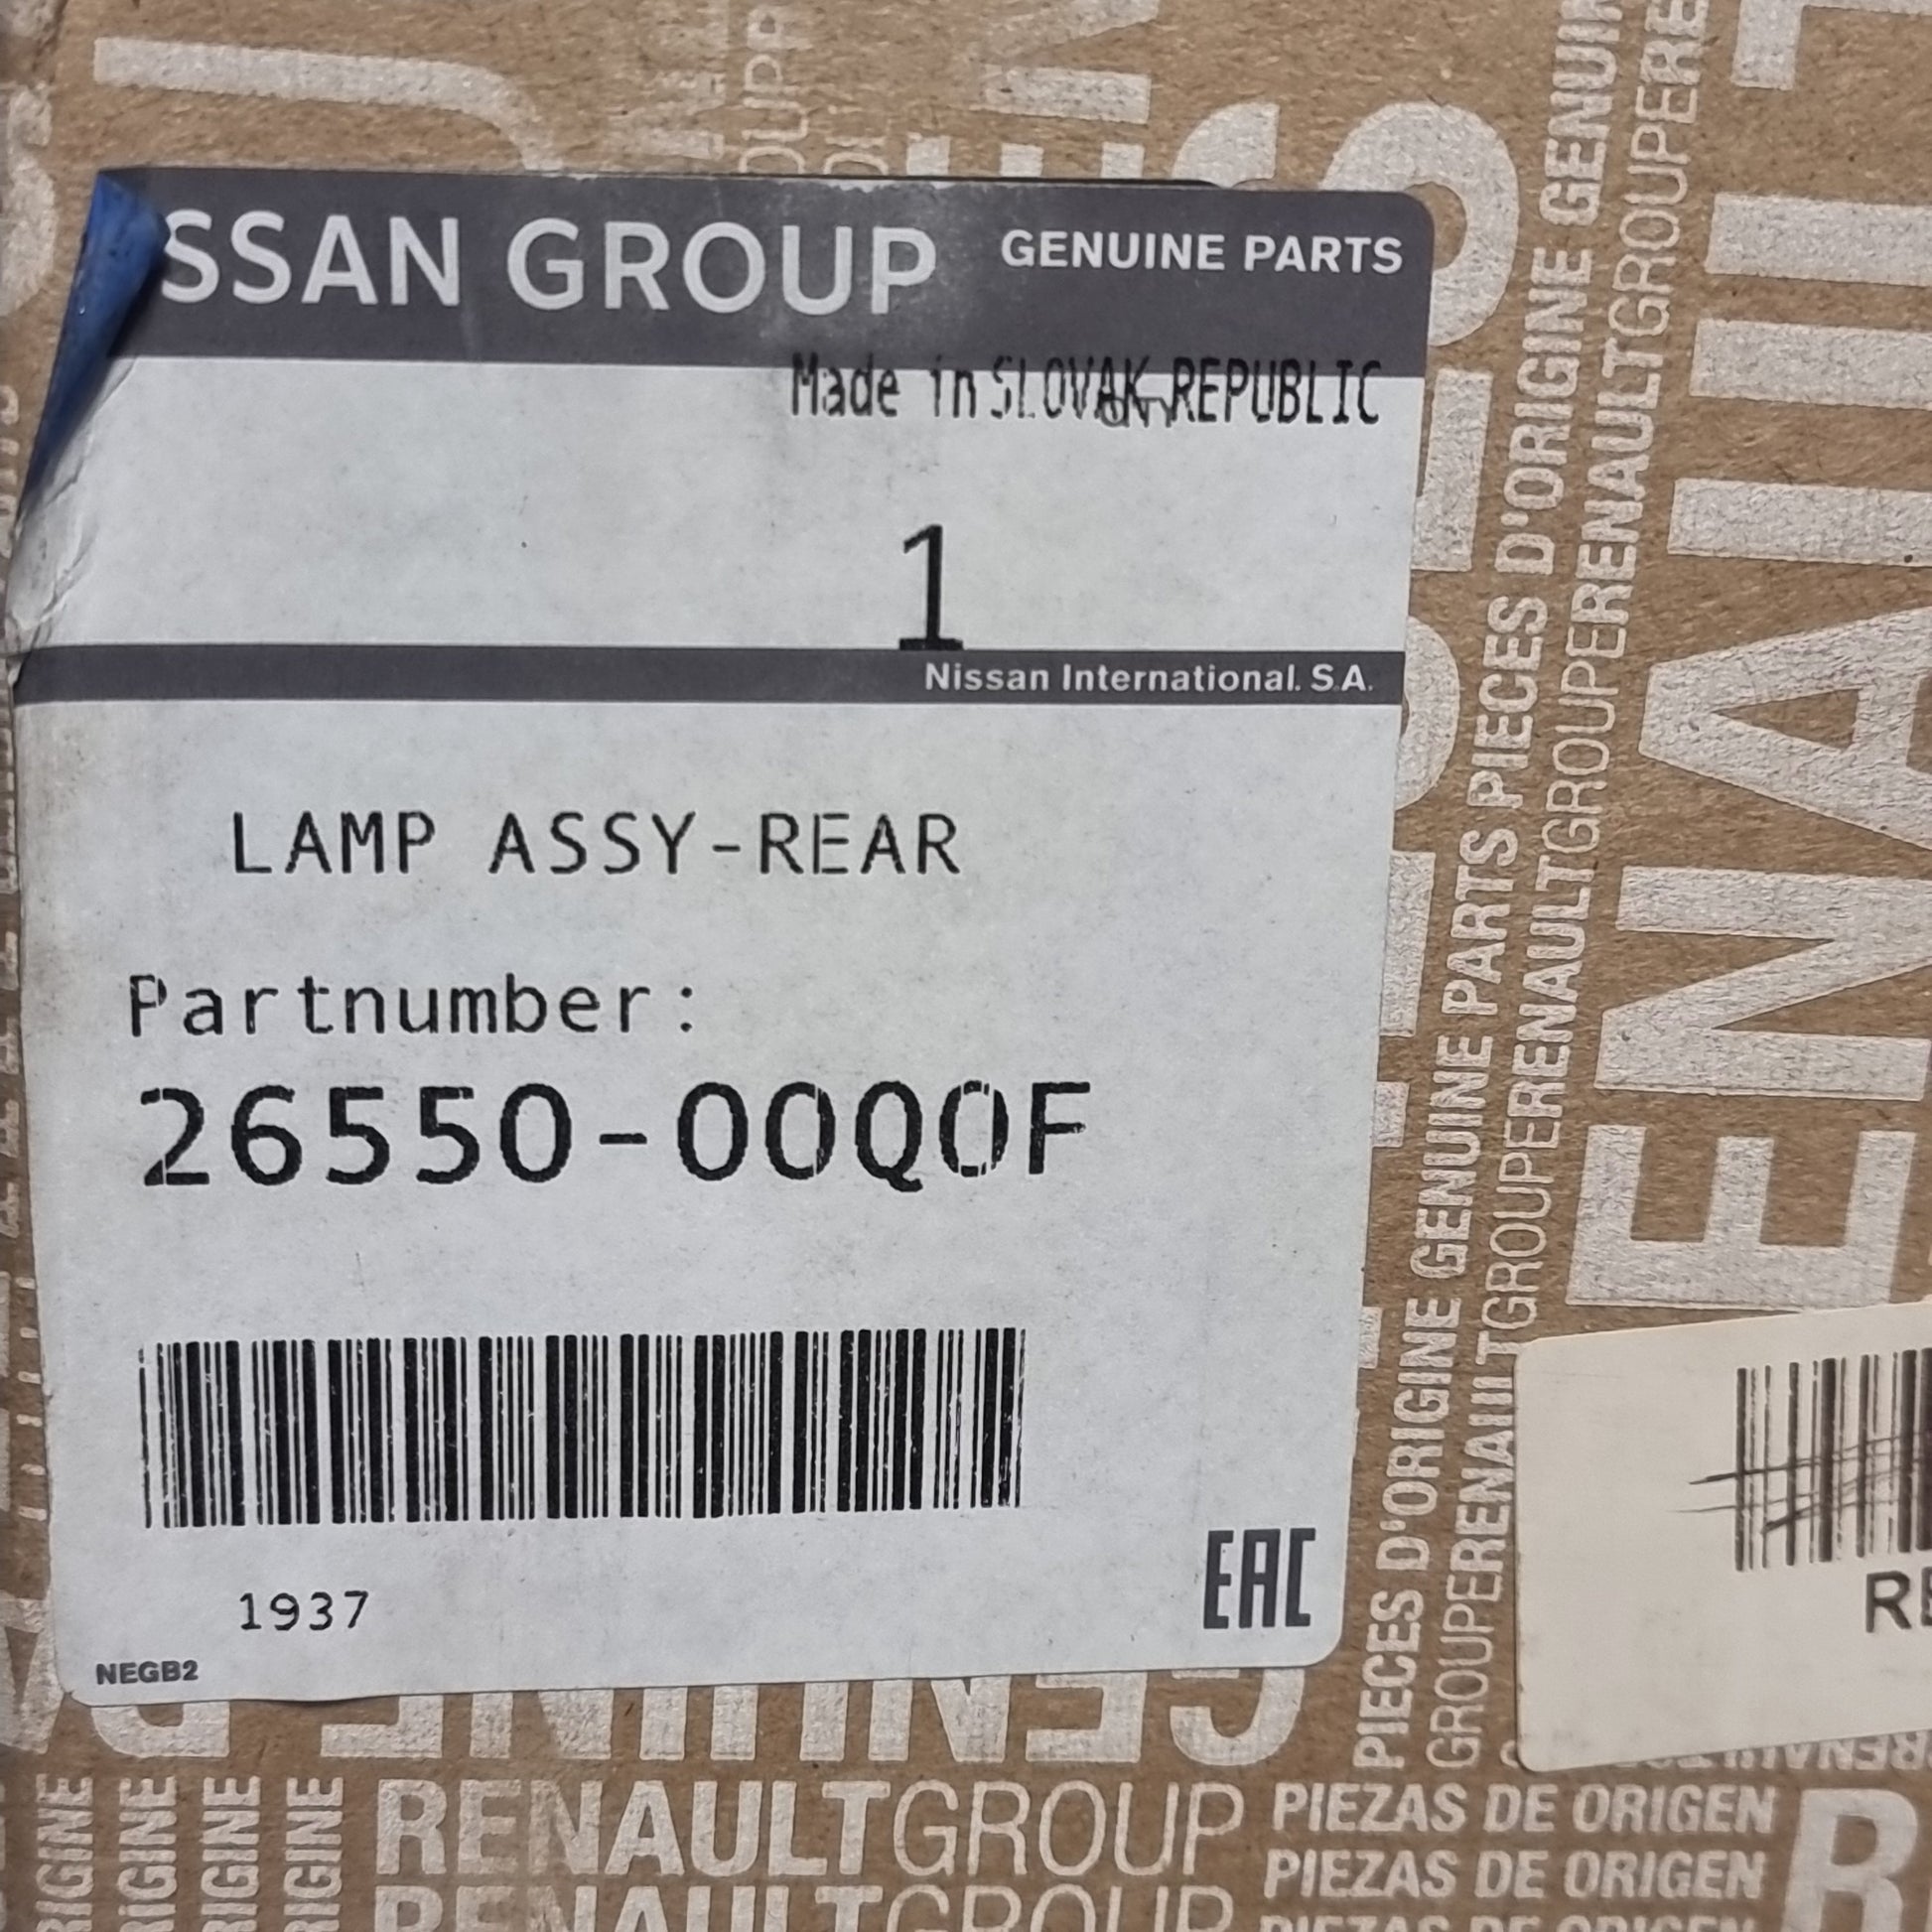 SSAN GROUP GENUINE PARTS
Made in SLOVAK REPUBLIC
QTY
1
Nissan International. S.A.
LAMP ASSY-REAR
Partnumber:
26550-00Q0F
1937
EAC
NEGB2
GENUINE
RENAULTGROUP
PIEZAS DE ORIGEN
PIEZAS DE ORIGEN
PIECES D'ORIGINE GENUINE PARTS PIECES D'ORIGINE
GROUPERENAULTGROUPERENAULTGROUPERENAULTGROUPERE